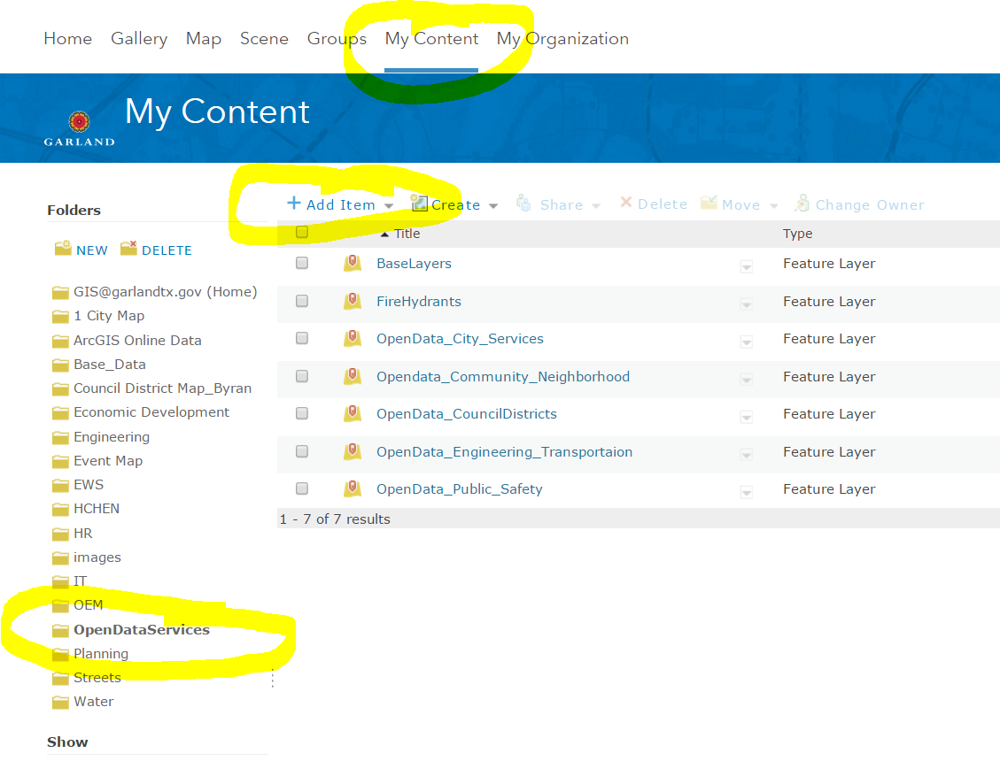 Home Gallery Map Scene Groups My Content My Organization
My Content
GARLAND
Folders
NEW DELETE
GIS@garlandtx.gov (Home)
1 City Map
ArcGIS Online Data
Base_Data
Council District Map_Byran
Economic Development
Engineering
Event Map
EWS
HCHEN
HR
images
IT
OEM
OpenDataServices
Planning
Streets
Water
Show
Add Item Create Share Delete Move Change Owner
Title Type
BaseLayers Feature Layer
FireHydrants Feature Layer
OpenData_City_Services Feature Layer
Opendata_Community_Neighborhood Feature Layer
OpenData_CouncilDistricts Feature Layer
OpenData_Engineering_Transportaion Feature Layer
OpenData_Public_Safety Feature Layer
1 - 7 of 7 results